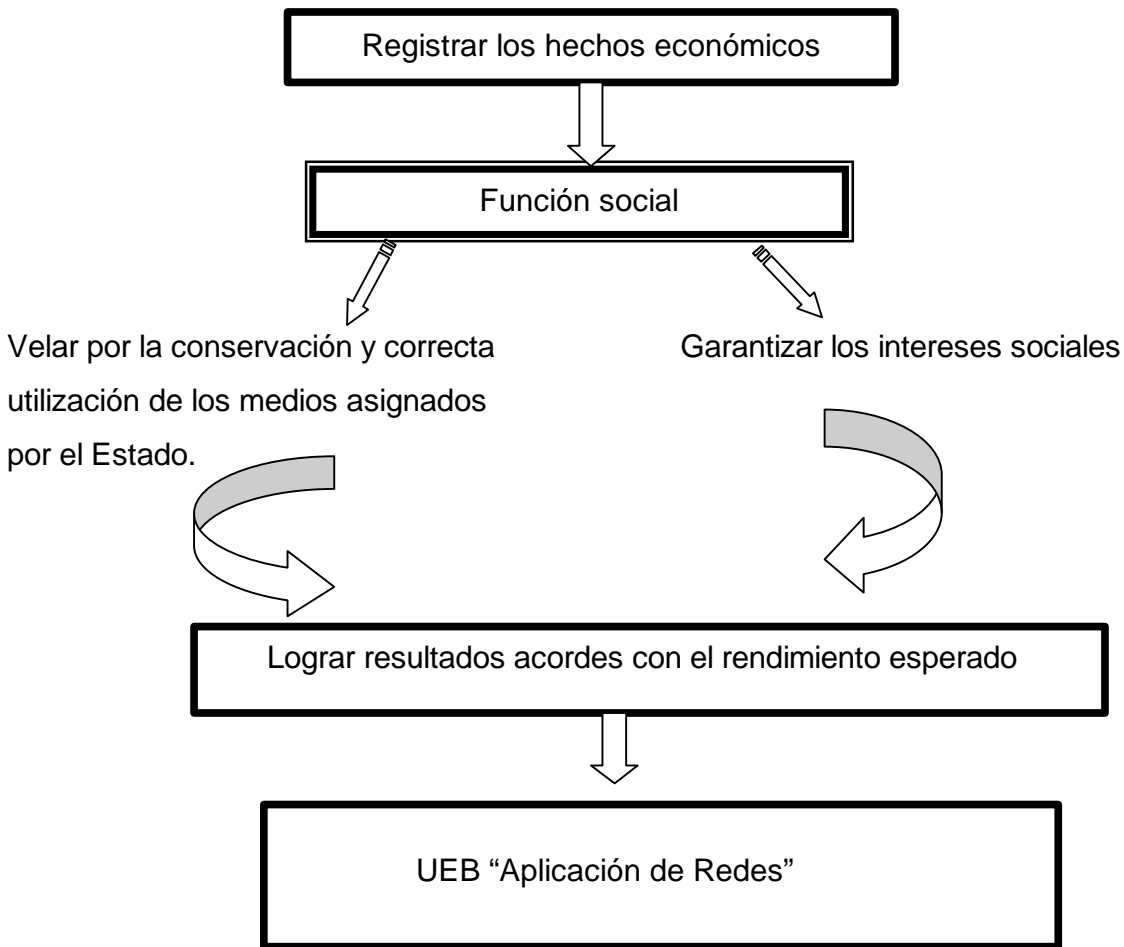 Registrar los hechos económicos
Función social
Velar por la conservación y correcta
utilización de los medios asignados
por el Estado.
Garantizar los intereses sociales
Lograr resultados acordes con el rendimiento esperado
UEB “Aplicación de Redes”